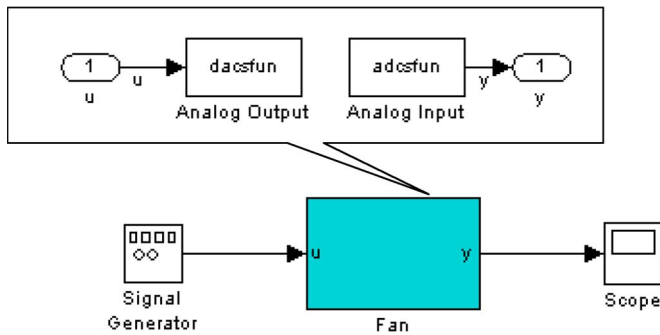 1
u
u
dacsfun
Analog Output
adcsfun
Analog Input
y
1
y
u
y
Signal
Generator
Fan
Scope